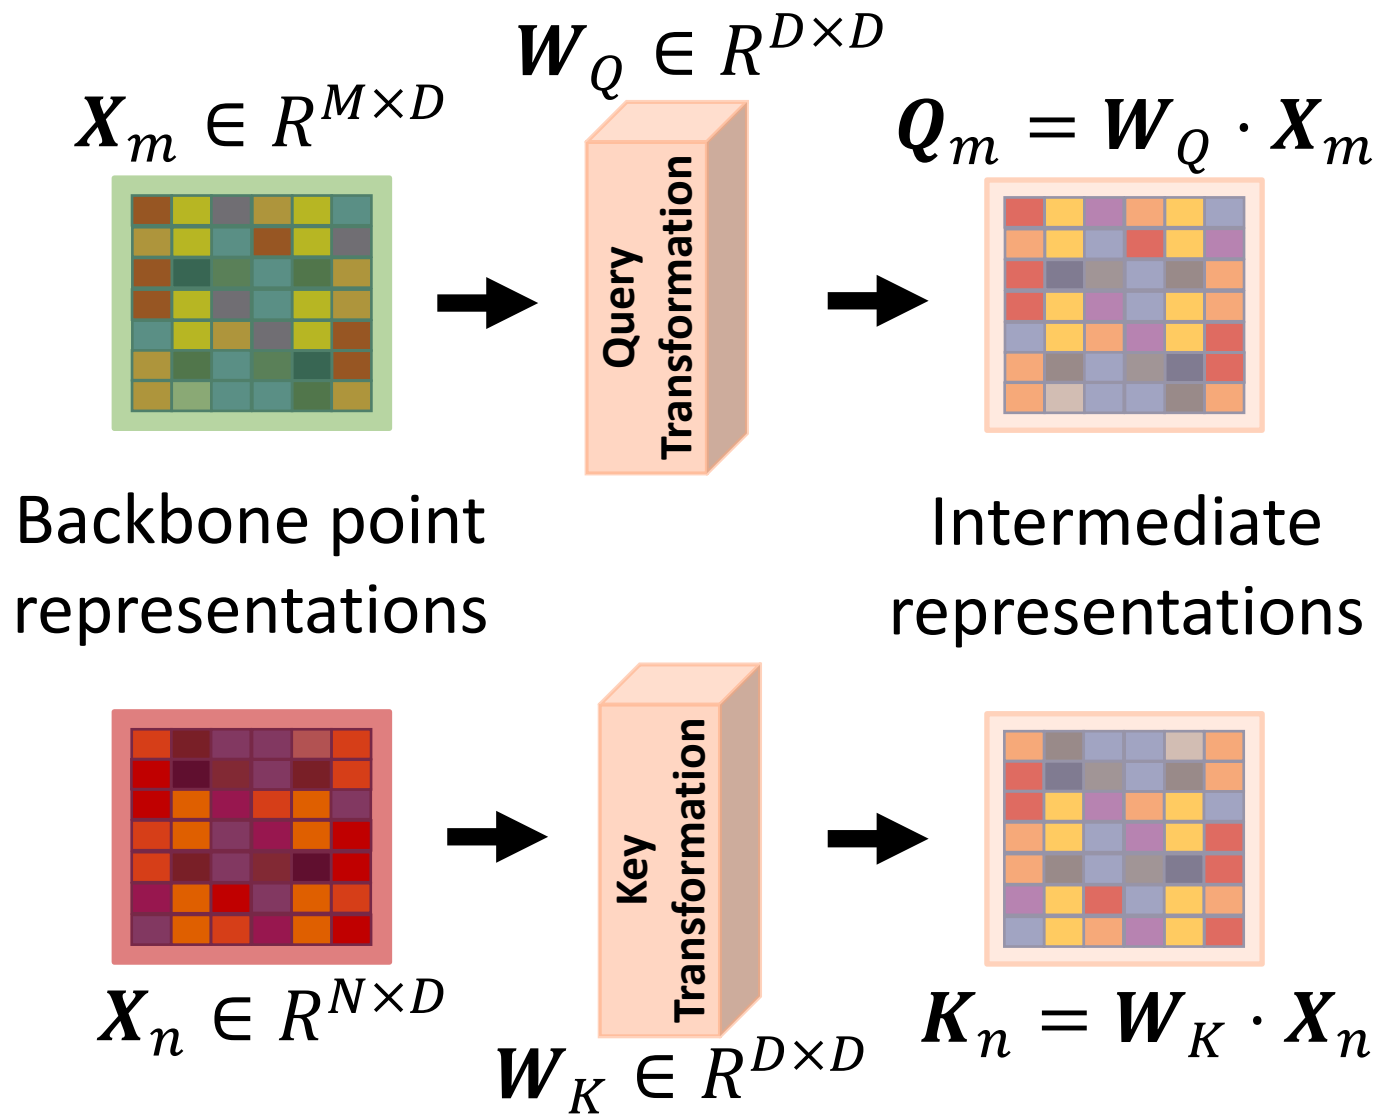 W_Q ∈ R^{D×D}
X_m ∈ R^{M×D}
Q_m = W_Q · X_m
Query
Transformation
Backbone point
representations
Intermediate
representations
Key
Transformation
X_n ∈ R^{N×D}
W_K ∈ R^{D×D}
K_n = W_K · X_n